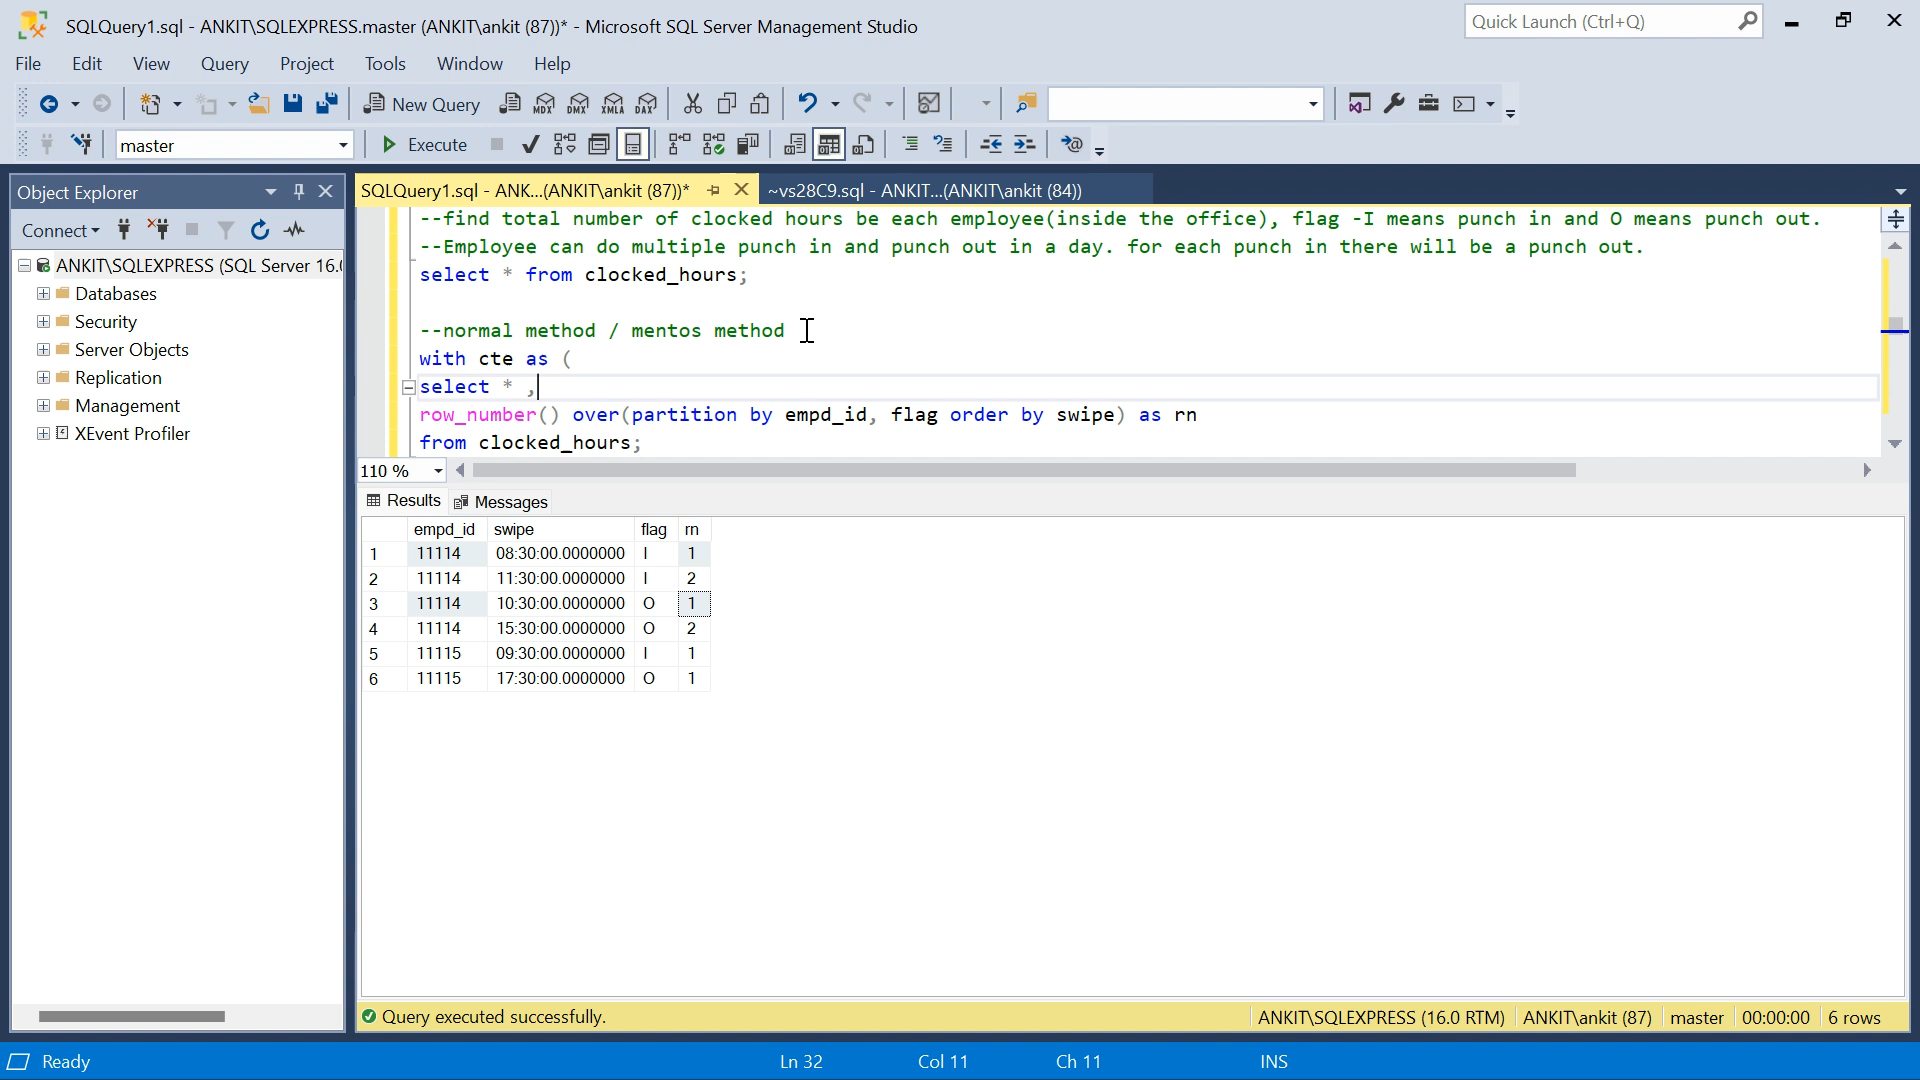 SQLQuery1.sql - ANKIT\SQLEXPRESS.master (ANKIT\ankit (87))* - Microsoft SQL Server Management Studio
Quick Launch (Ctrl+Q)
File Edit View Query Project Tools Window Help
New Query MDX DMX XMLA DAX
master Execute
Object Explorer
SQLQuery1.sql - ANK...(ANKIT\ankit (87))* ~vs28C9.sql - ANKIT...(ANKIT\ankit (84))
Connect
ANKIT\SQLEXPRESS (SQL Server 16.(
Databases
Security
Server Objects
Replication
Management
XEvent Profiler
--find total number of clocked hours be each employee(inside the office), flag -I means punch in and O means punch out.
--Employee can do multiple punch in and punch out in a day. for each punch in there will be a punch out.
select * from clocked_hours;
--normal method / mentos method
with cte as (
select * ,
row_number() over(partition by empd_id, flag order by swipe) as rn
from clocked_hours;
110 %
Results Messages
empd_id swipe flag rn
1 11114 08:30:00.0000000 I 1
2 11114 11:30:00.0000000 I 2
3 11114 10:30:00.0000000 O 1
4 11114 15:30:00.0000000 O 2
5 11115 09:30:00.0000000 I 1
6 11115 17:30:00.0000000 O 1
Query executed successfully. ANKIT\SQLEXPRESS (16.0 RTM) ANKIT\ankit (87) master 00:00:00 6 rows
Ready Ln 32 Col 11 Ch 11 INS